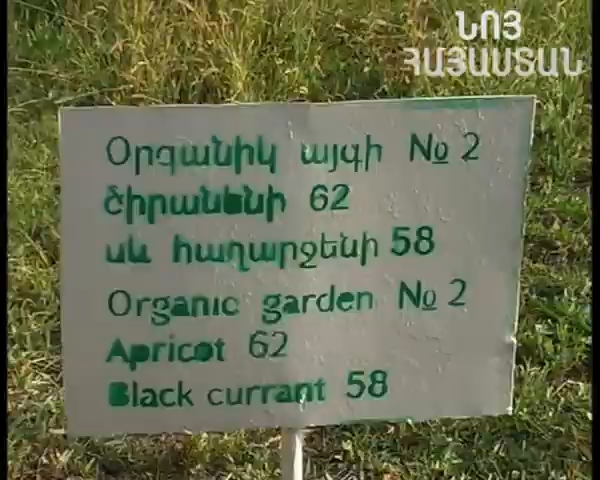 ՆՈՅ
ՀԱՅԱՍՏԱՆ
Օրգանիկ այգի № 2
Ծիրանենի 62
սև հաղարջենի 58
Organic garden № 2
Apricot 62
Black currant 58